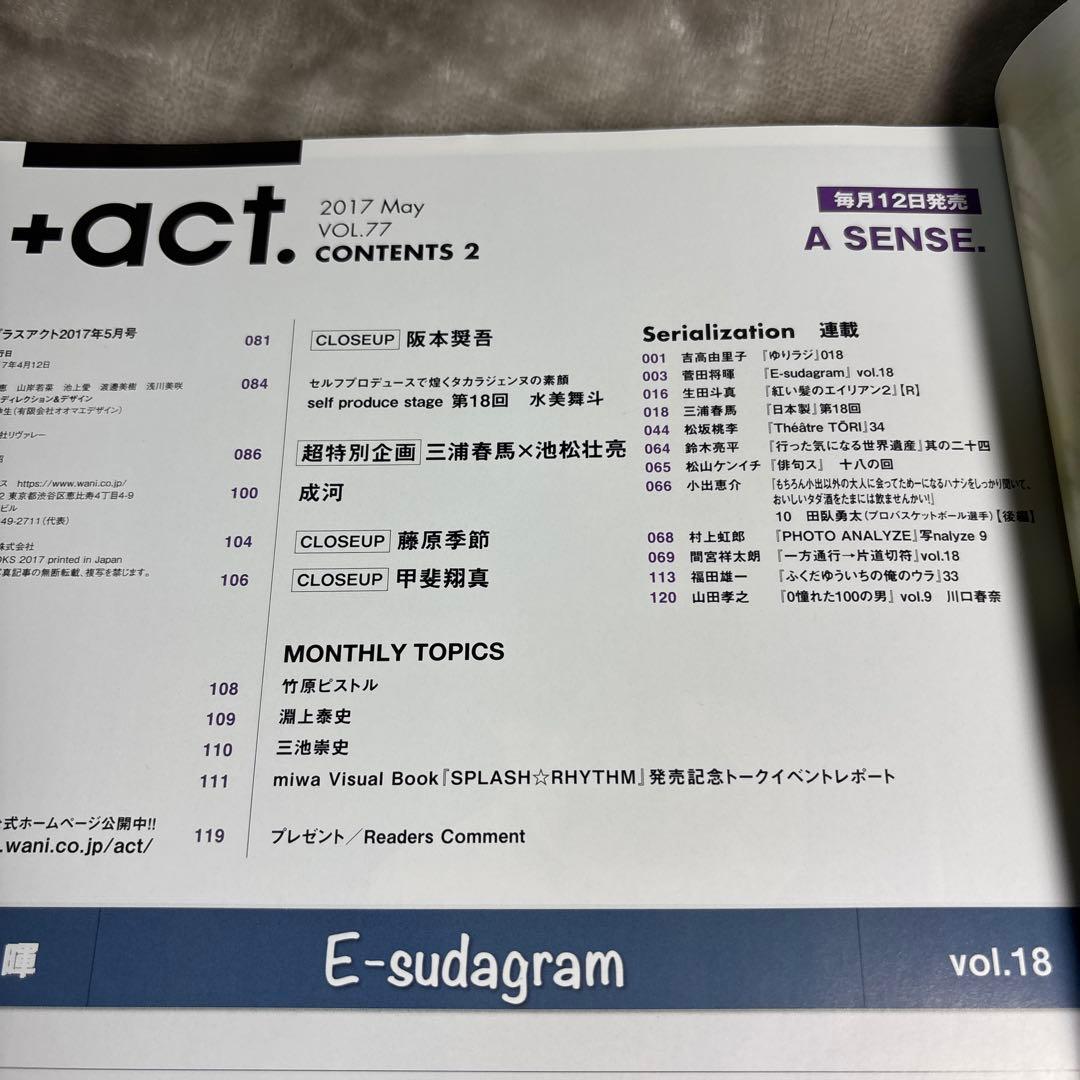 +act.
2017 May
VOL.77
CONTENTS 2
毎月12日発売
A SENSE.
ラスアクト2017年5月号
行日
7年4月12日
恵 山岸若菜 池上愛 渡邊美樹 浅川美咲
ディレクション&デザイン
生(有限会社オオマエデザイン)
社リヴァレー
ス https://www.wani.co.jp/
2 東京都渋谷区恵比寿4丁目4-9
ビル
49-2711(代表)
株式会社
OKS 2017 printed in Japan
写真記事の無断転載、複写を禁じます。
公式ホームページ公開中!!
.wani.co.jp/act/
081 CLOSEUP 阪本奨悟
084 セルフプロデュースで煌くタカラジェンヌの素顔
self produce stage 第18回 水美舞斗
086 超特別企画 三浦春馬×池松壮亮
100 成河
104 CLOSEUP 藤原季節
106 CLOSEUP 甲斐翔真
MONTHLY TOPICS
108 竹原ピストル
109 淵上泰史
110 三池崇史
111 miwa Visual Book『SPLASH☆RHYTHM』発売記念トークイベントレポート
119 プレゼント/Readers Comment
Serialization 連載
001 吉高由里子 『ゆりラジ』018
003 菅田将暉 『E-sudagram』vol.18
016 生田斗真 『紅い髪のエイリアン2』【R】
018 三浦春馬 『日本製』第18回
044 松坂桃李 『Théâtre TŌRI』34
064 鈴木亮平 『行った気になる世界遺産』其の二十四
065 松山ケンイチ 『俳句ス』 十八の回
066 小出恵介 『もちろん小出以外の大人に会ってためーになるハナシをしっかり聞いて、
おいしいタダ酒をたまには飲ませんかい!』
10 田臥勇太(プロバスケットボール選手)【後編】
068 村上虹郎 『PHOTO ANALYZE』写nalyze 9
069 間宮祥太朗 『一方通行→片道切符』vol.18
113 福田雄一 『ふくだゆういちの俺のウラ』33
120 山田孝之 『0憧れた100の男』vol.9 川口春奈
暉
E-sudagram
vol.18